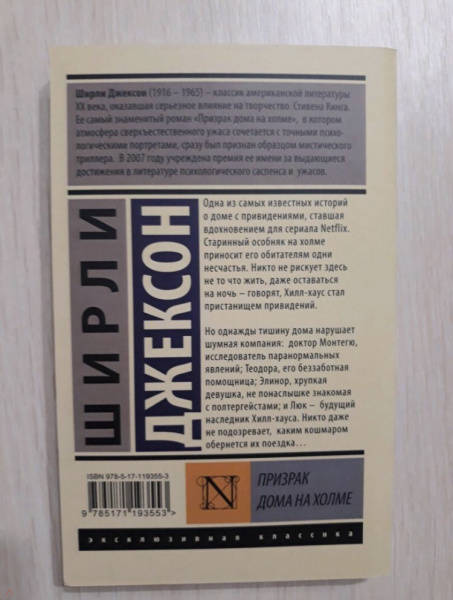 Ширли Джексон (1916 – 1965) – классик американской литературы
XX века, оказавшая серьезное влияние на творчество Стивена Кинга.
Ее самый знаменитый роман «Призрак дома на холме», в котором
атмосфера сверхъестественного ужаса сочетается с точными психо-
логическими портретами, сразу был признан образцом мистического
триллера. В 2007 году учреждена премия ее имени за выдающиеся
достижения в литературе психологического саспенса и ужасов.
ШИРЛИ
ДЖЕКСОН
Одна из самых известных историй
о доме с привидениями, ставшая
вдохновением для сериала Netflix.
Старинный особняк на холме
приносит его обитателям одни
несчастья. Никто не рискует здесь
не то что жить, даже оставаться
на ночь – говорят, Хилл-хаус стал
пристанищем привидений.
Но однажды тишину дома нарушает
шумная компания: доктор Монтегю,
исследователь паранормальных
явлений; Теодора, его беззаботная
помощница; Элинор, хрупкая
девушка, не понаслышке знакомая
с полтергейстами; и Люк – будущий
наследник Хилл-хауса. Никто даже
не подозревает, каким кошмаром
обернется их поездка...
ISBN 978-5-17-119355-3
9 785171 193553 >
N
ПРИЗРАК
ДОМА НА ХОЛМЕ
эксклюзивная классика